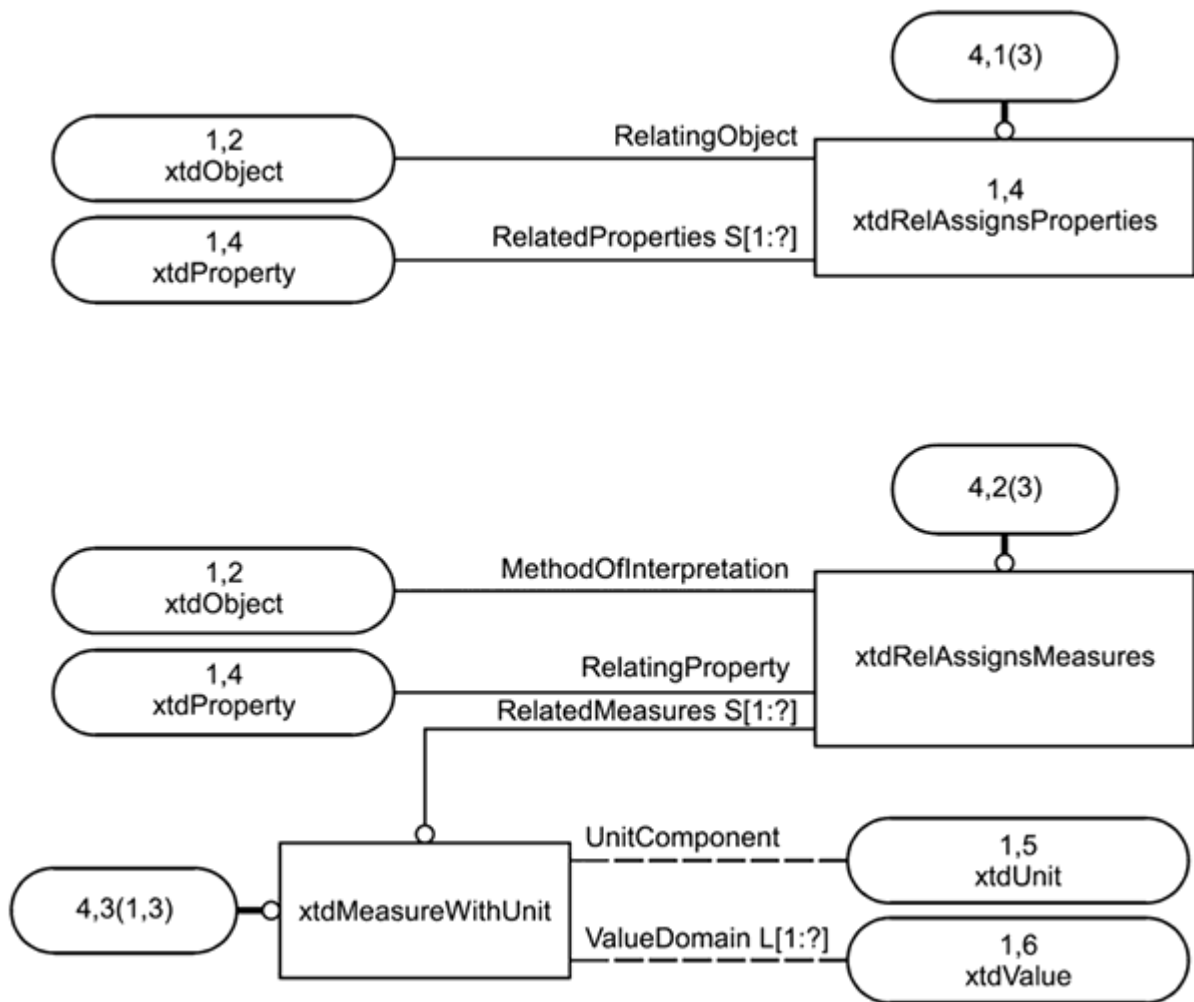 4,1(3)
1,2
xtdObject
RelatingObject
1,4
xtdRelAssignsProperties
1,4
xtdProperty
RelatedProperties S[1:?]
4,2(3)
1,2
xtdObject
MethodOfInterpretation
xtdRelAssignsMeasures
1,4
xtdProperty
RelatingProperty
RelatedMeasures S[1:?]
UnitComponent
1,5
xtdUnit
4,3(1,3)
xtdMeasureWithUnit
ValueDomain L[1:?]
1,6
xtdValue